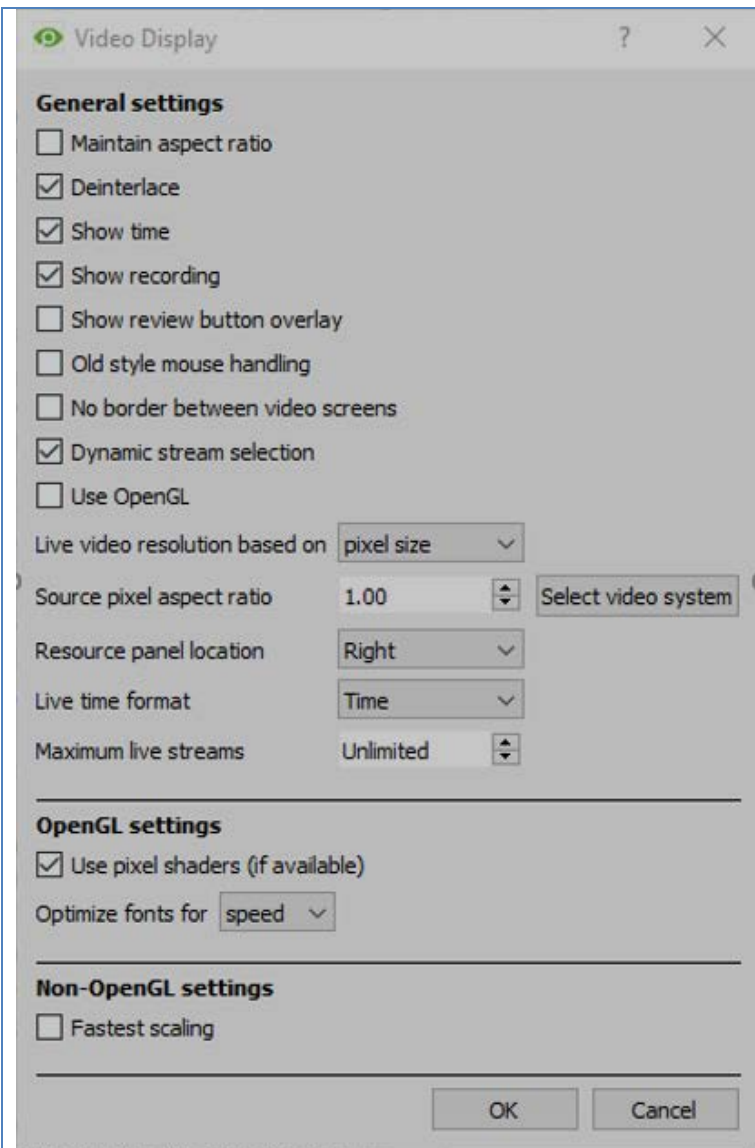 Video Display ?
General settings
Maintain aspect ratio
Deinterlace
Show time
Show recording
Show review button overlay
Old style mouse handling
No border between video screens
Dynamic stream selection
Use OpenGL
Live video resolution based on pixel size
Source pixel aspect ratio 1.00 Select video system
Resource panel location Right
Live time format Time
Maximum live streams Unlimited
OpenGL settings
Use pixel shaders (if available)
Optimize fonts for speed
Non-OpenGL settings
Fastest scaling
OK Cancel